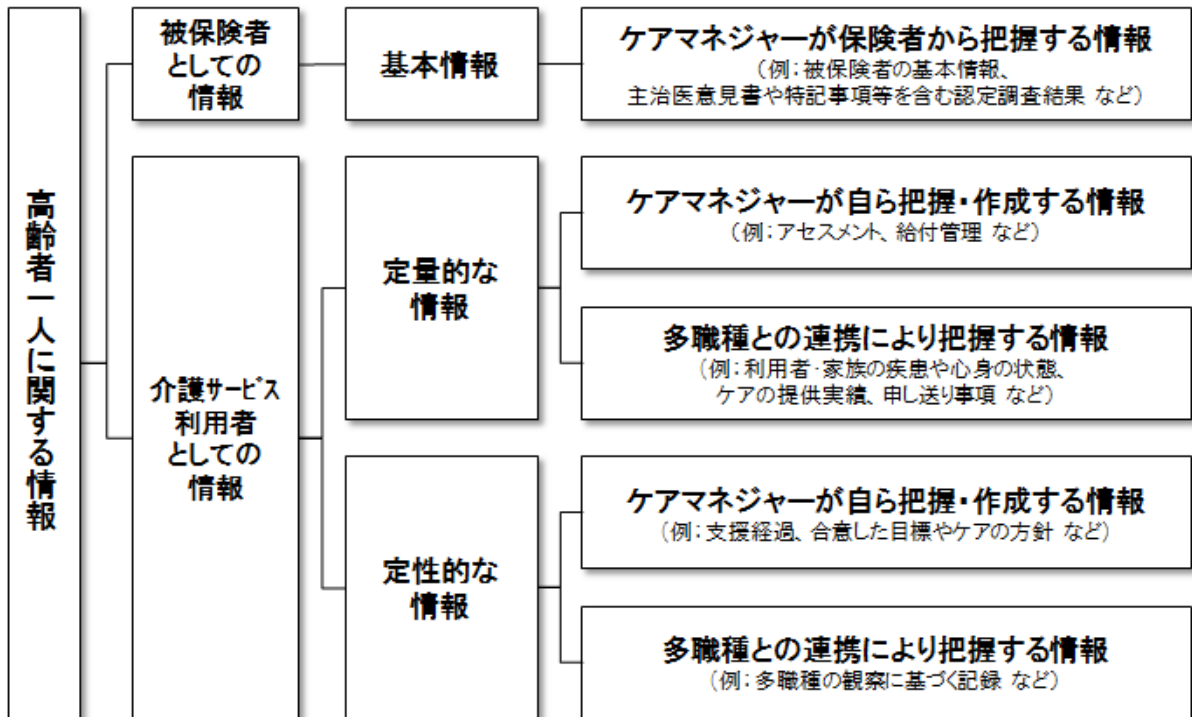 高齢者一人に関する情報
被保険者
としての
情報
基本情報
ケアマネジャーが保険者から把握する情報
（例：被保険者の基本情報、
主治医意見書や特記事項等を含む認定調査結果 など）
介護サービス
利用者
としての
情報
定量的な
情報
ケアマネジャーが自ら把握・作成する情報
（例：アセスメント、給付管理 など）
多職種との連携により把握する情報
（例：利用者・家族の疾患や心身の状態、
ケアの提供実績、申し送り事項 など）
定性的な
情報
ケアマネジャーが自ら把握・作成する情報
（例：支援経過、合意した目標やケアの方針 など）
多職種との連携により把握する情報
（例：多職種の観察に基づく記録 など）